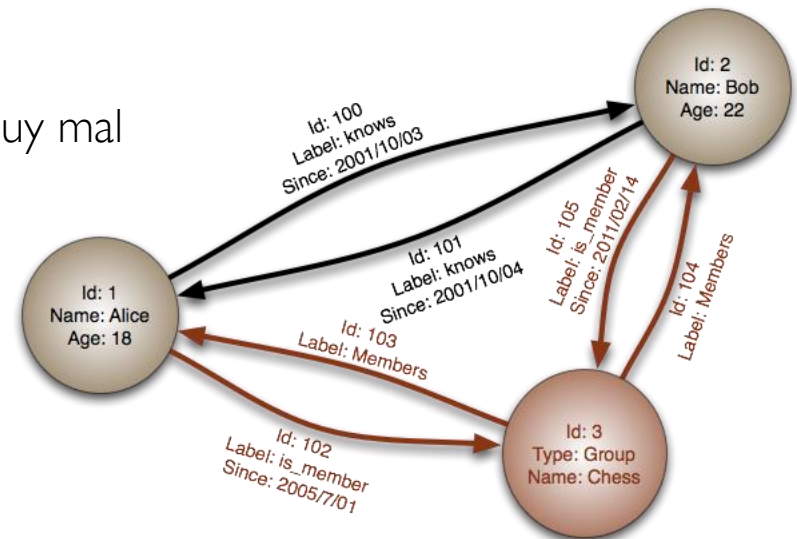 uy mal
Id: 2
Name: Bob
Age: 22
Id: 100
Label: knows
Since: 2001/10/03
Id: 101
Label: knows
Since: 2001/10/04
Id: 105
Label: is_member
Since: 2011/02/14
Id: 104
Label: Members
Id: 1
Name: Alice
Age: 18
Id: 103
Label: Members
Id: 102
Label: is_member
Since: 2005/7/01
Id: 3
Type: Group
Name: Chess